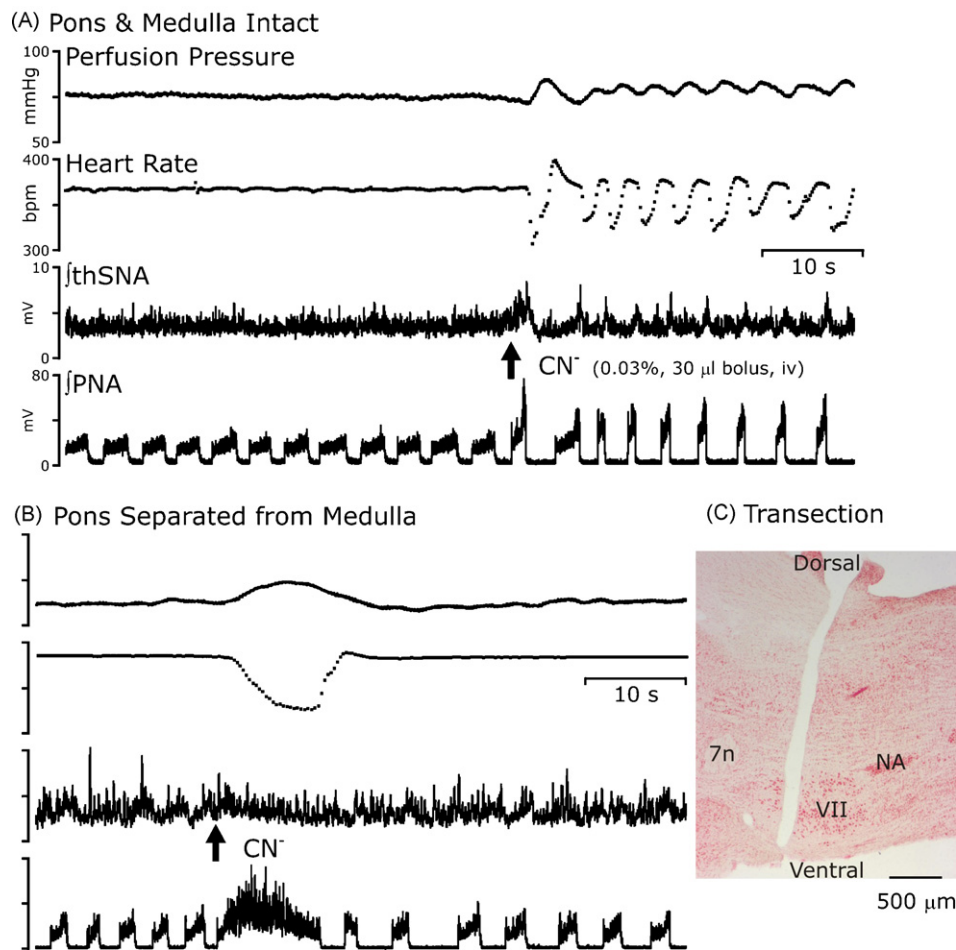 (A) Pons & Medulla Intact
Perfusion Pressure
100
mmHg
50
Heart Rate
400
bpm
300
10 s
∫thSNA
10
mV
0
CN⁻ (0.03%, 30 μl bolus, iv)
∫PNA
80
mV
0
(B) Pons Separated from Medulla
10 s
CN⁻
(C) Transection
Dorsal
7n
NA
VII
Ventral
500 μm